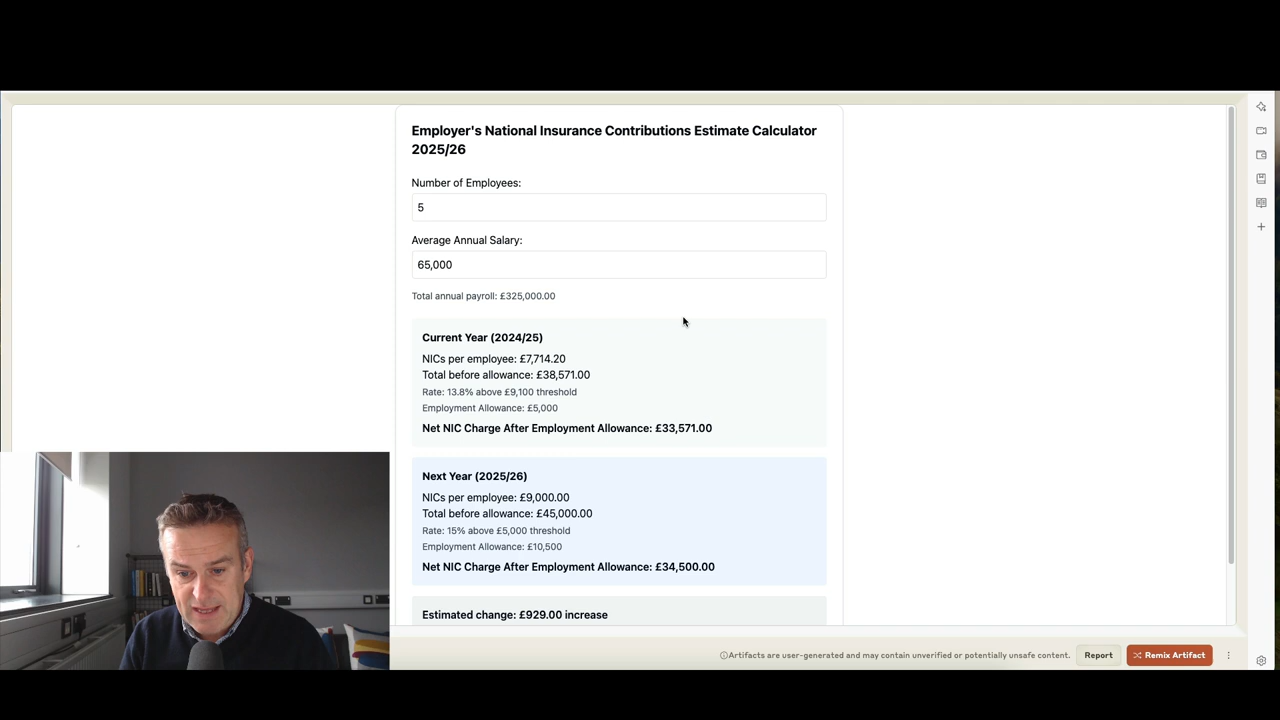 Employer's National Insurance Contributions Estimate Calculator
2025/26
Number of Employees:
5
Average Annual Salary:
65,000
Total annual payroll: £325,000.00
Current Year (2024/25)
NICs per employee: £7,714.20
Total before allowance: £38,571.00
Rate: 13.8% above £9,100 threshold
Employment Allowance: £5,000
Net NIC Charge After Employment Allowance: £33,571.00
Next Year (2025/26)
NICs per employee: £9,000.00
Total before allowance: £45,000.00
Rate: 15% above £5,000 threshold
Employment Allowance: £10,500
Net NIC Charge After Employment Allowance: £34,500.00
Estimated change: £929.00 increase
Artifacts are user-generated and may contain unverified or potentially unsafe content.
Report
Remix Artifact